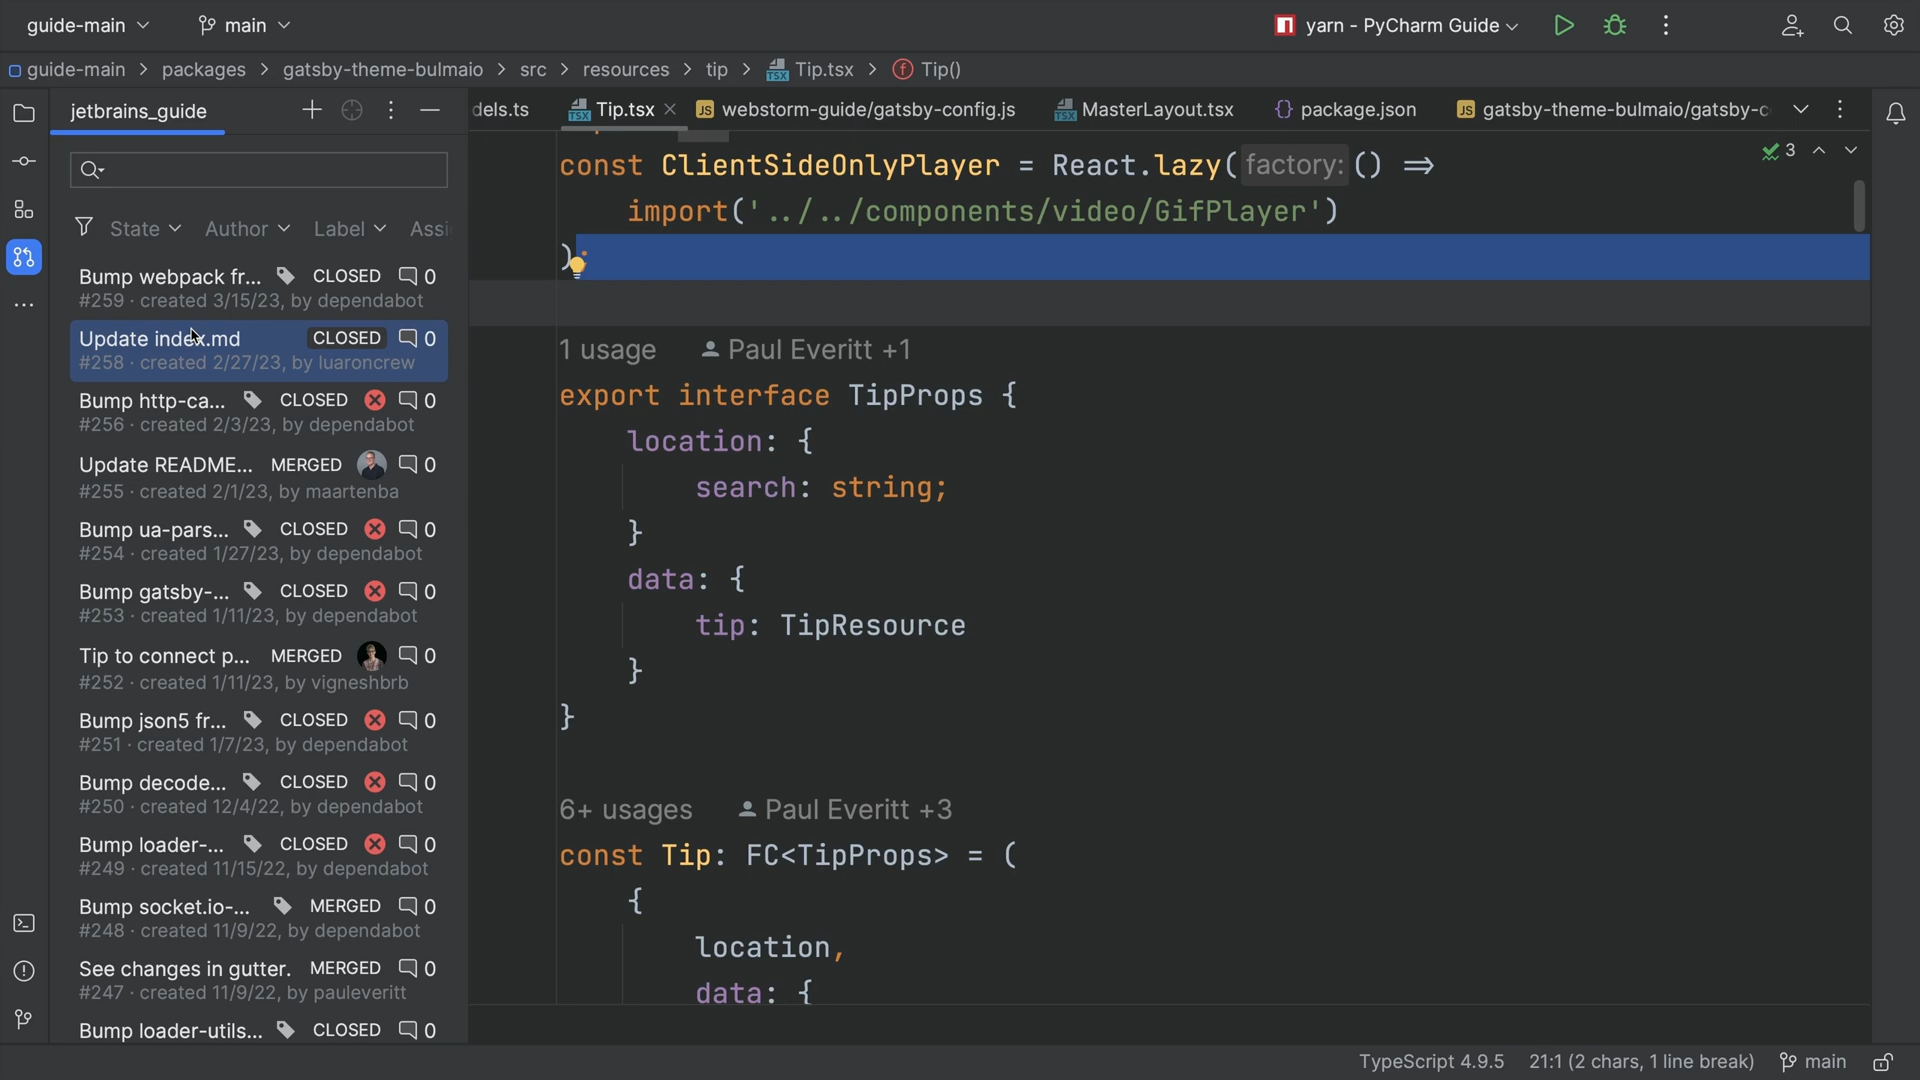 guide-main
main
yarn - PyCharm Guide
guide-main
packages
gatsby-theme-bulmaio
src
resources
tip
TSX Tip.tsx
f Tip()
jetbrains_guide
dels.ts
TSX Tip.tsx
JS webstorm-guide/gatsby-config.js
TSX MasterLayout.tsx
{} package.json
JS gatsby-theme-bulmaio/gatsby-c
State
Author
Label
Assi
Bump webpack fr... CLOSED 0
#259 · created 3/15/23, by dependabot
Update index.md CLOSED 0
#258 · created 2/27/23, by luaroncrew
Bump http-ca... CLOSED 0
#256 · created 2/3/23, by dependabot
Update README... MERGED 0
#255 · created 2/1/23, by maartenba
Bump ua-pars... CLOSED 0
#254 · created 1/27/23, by dependabot
Bump gatsby-... CLOSED 0
#253 · created 1/11/23, by dependabot
Tip to connect p... MERGED 0
#252 · created 1/11/23, by vigneshbrb
Bump json5 fr... CLOSED 0
#251 · created 1/7/23, by dependabot
Bump decode... CLOSED 0
#250 · created 12/4/22, by dependabot
Bump loader-... CLOSED 0
#249 · created 11/15/22, by dependabot
Bump socket.io-... MERGED 0
#248 · created 11/9/22, by dependabot
See changes in gutter. MERGED 0
#247 · created 11/9/22, by pauleveritt
Bump loader-utils... CLOSED 0
3
const ClientSideOnlyPlayer = React.lazy( factory: () ⇒
import('../../components/video/GifPlayer')
);
1 usage Paul Everitt +1
export interface TipProps {
location: {
search: string;
}
data: {
tip: TipResource
}
}
6+ usages Paul Everitt +3
const Tip: FC<TipProps> = (
{
location,
data: {
TypeScript 4.9.5
21:1 (2 chars, 1 line break)
main